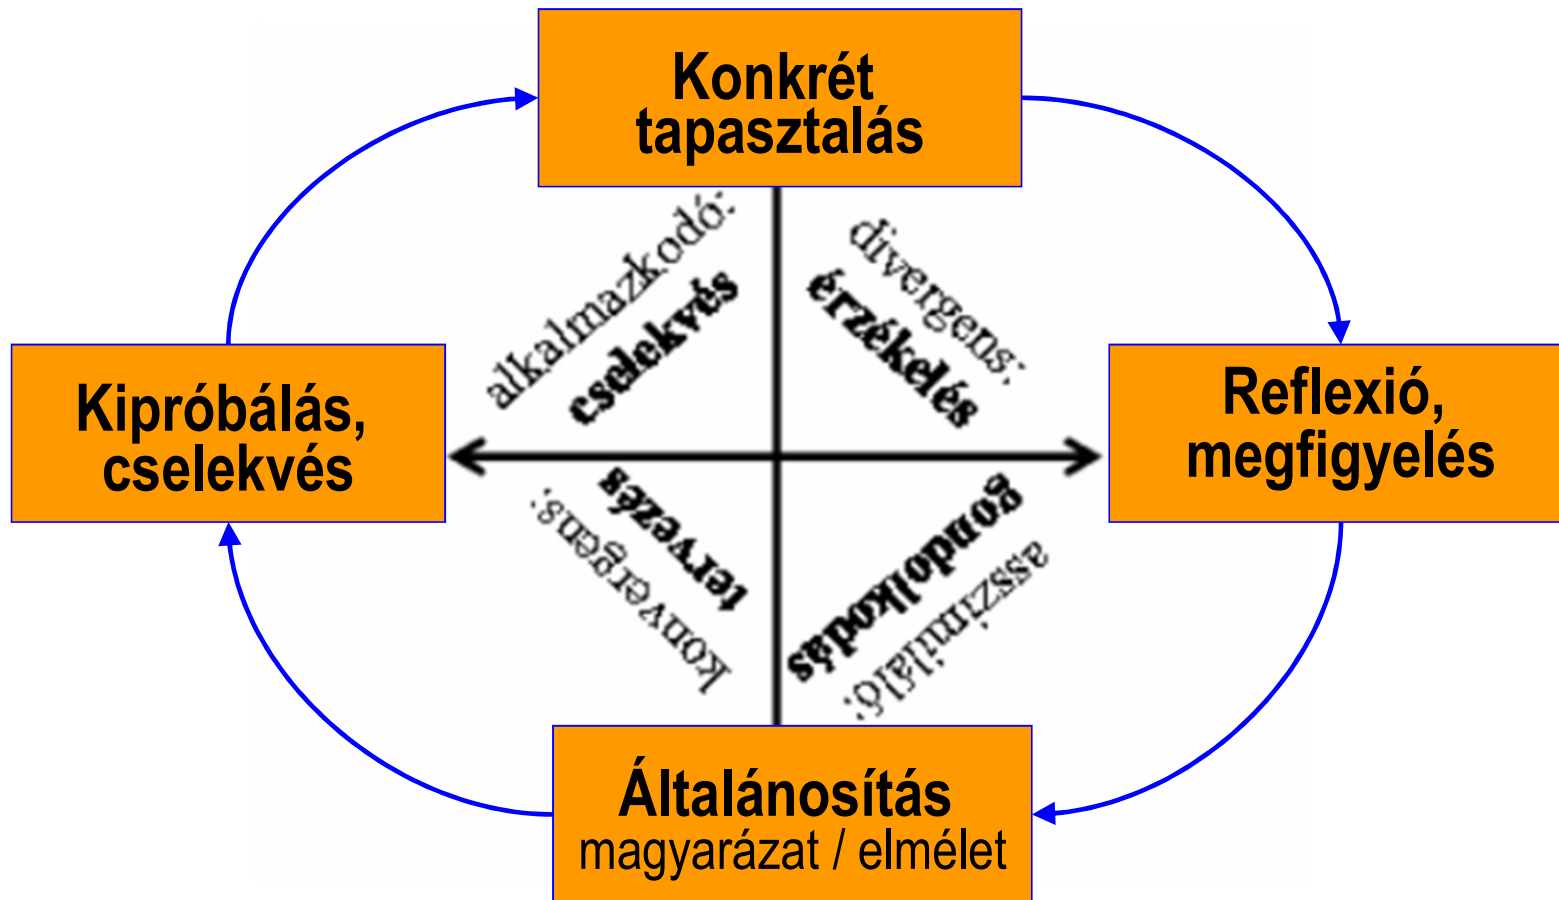 Konkrét
tapasztalás
alkalmazkodó:
cselekvés
divergens:
érzékelés
Kipróbálás,
cselekvés
Reflexió,
megfigyelés
tervezés
konvergens:
gondolkodás
asszimiláló:
Általánosítás
magyarázat / elmélet